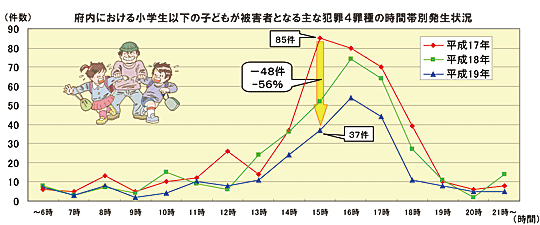 府内における小学生以下の子どもが被害者となる主な犯罪4罪種の時間帯別発生状況
(件数)
90
80
70
60
50
40
30
20
10
0
85件
－48件
－56%
37件
平成17年
平成18年
平成19年
～6時 7時 8時 9時 10時 11時 12時 13時 14時 15時 16時 17時 18時 19時 20時 21時～
(時間)